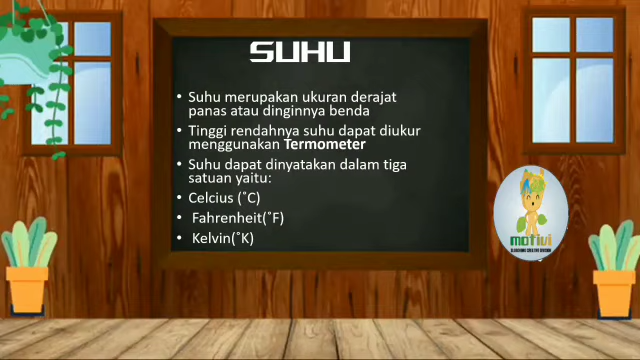 SUHU
• Suhu merupakan ukuran derajat
panas atau dinginnya benda
• Tinggi rendahnya suhu dapat diukur
menggunakan Termometer
• Suhu dapat dinyatakan dalam tiga
satuan yaitu:
• Celcius (˚C)
• Fahrenheit(˚F)
• Kelvin(˚K)
motivi